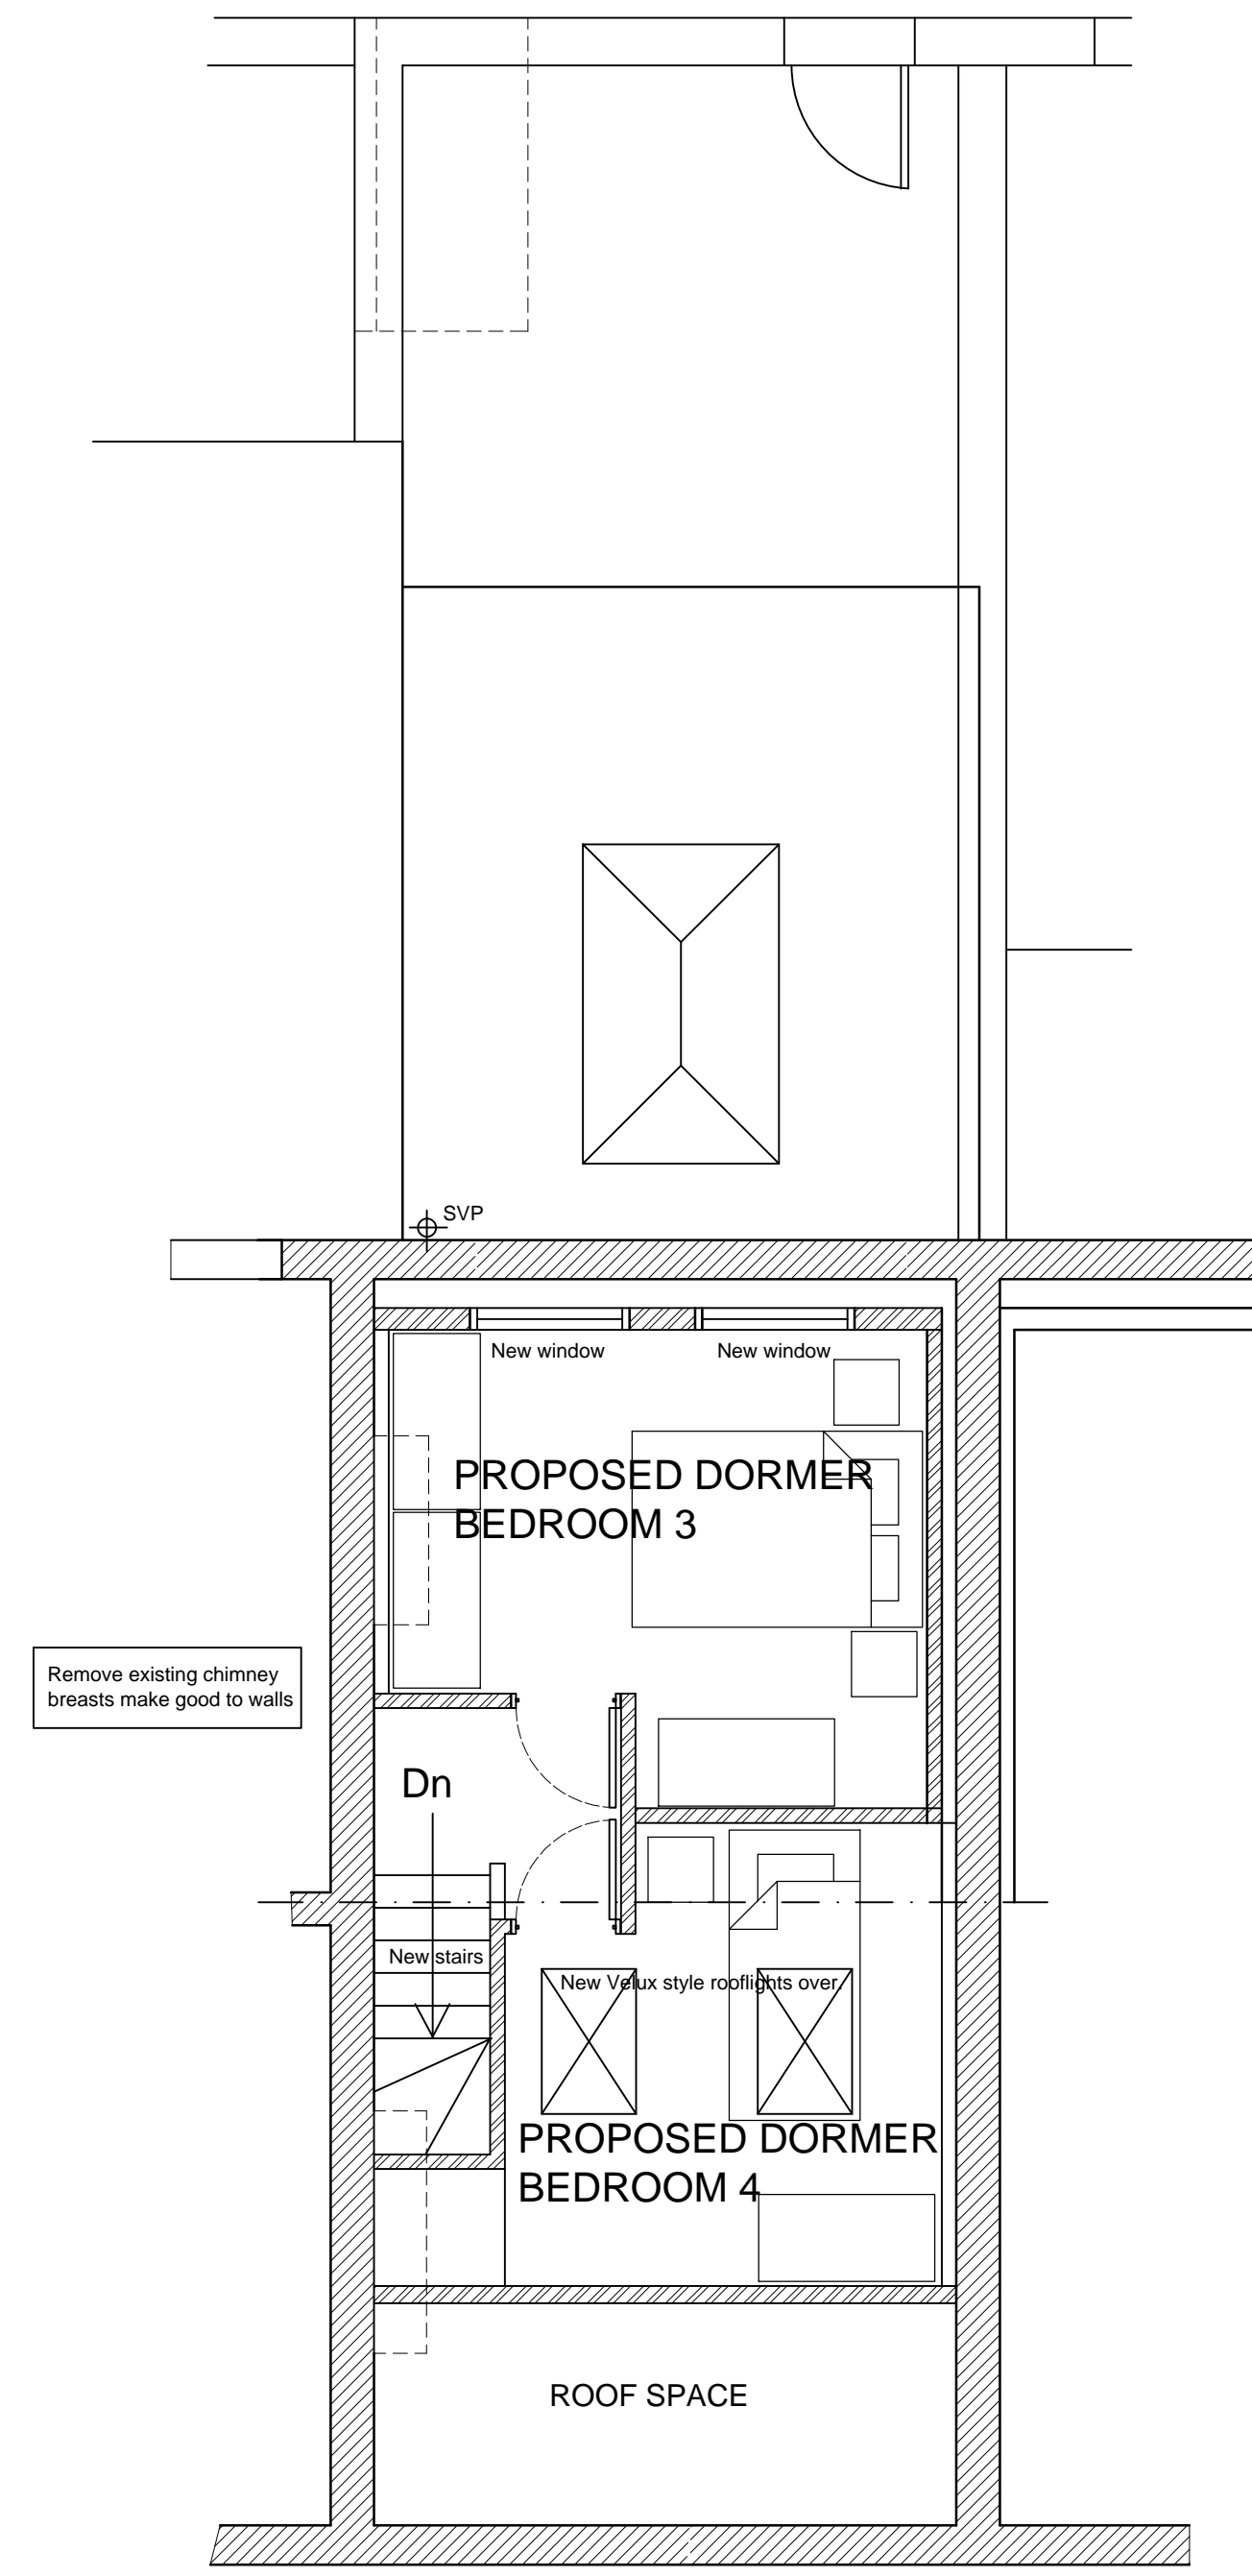 SVP
New window
New window
PROPOSED DORMER
BEDROOM 3
Remove existing chimney
breasts make good to walls
Dn
New stairs
New Velux style rooflights over.
PROPOSED DORMER
BEDROOM 4
ROOF SPACE